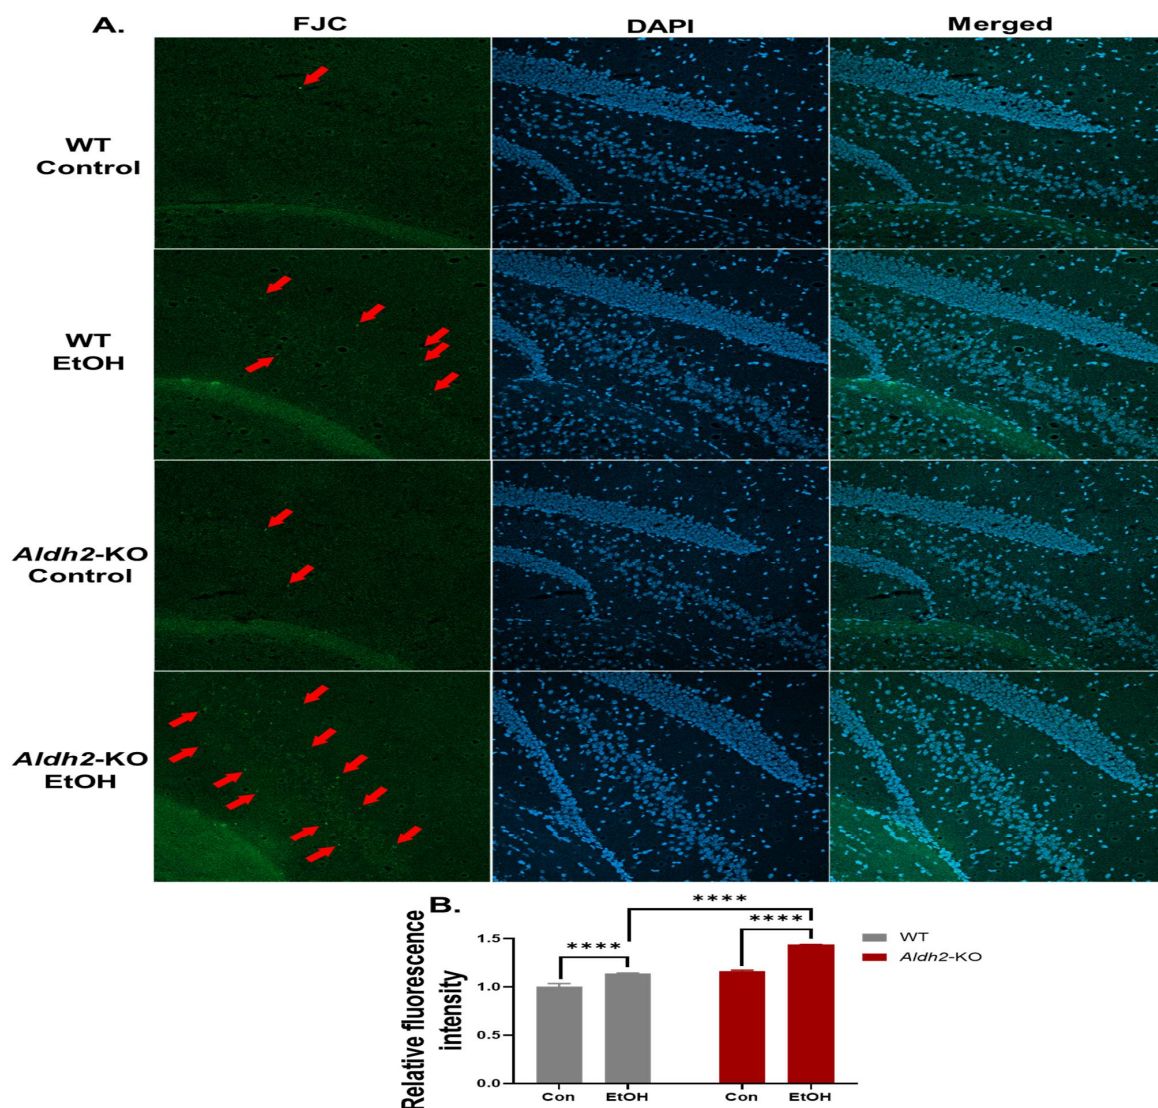 A.
FJC DAPI Merged
WT
Control
WT
EtOH
Aldh2-KO
Control
Aldh2-KO
EtOH
B.
Relative fluorescence
intensity
1.5
1.0
0.5
0.0
****
****
****
Con EtOH Con EtOH
WT
Aldh2-KO